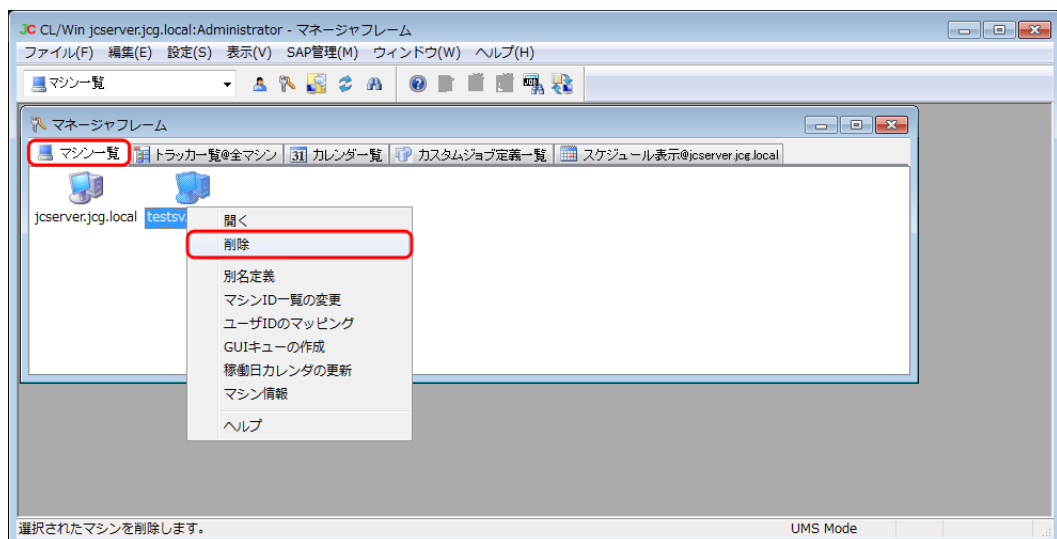 JC CL/Win jcserver.jcg.local:Administrator - マネージャフレーム
ファイル(F) 編集(E) 設定(S) 表示(V) SAP管理(M) ウィンドウ(W) ヘルプ(H)
マシン一覧
マネージャフレーム
マシン一覧 トラッカ一覧@全マシン 31 カレンダ一覧 カスタムジョブ定義一覧 スケジュール表示@jcserver.jcg.local
jcserver.jcg.local testsv
開く
削除
別名定義
マシンID一覧の変更
ユーザIDのマッピング
GUIキューの作成
稼働日カレンダの更新
マシン情報
ヘルプ
選択されたマシンを削除します。 UMS Mode